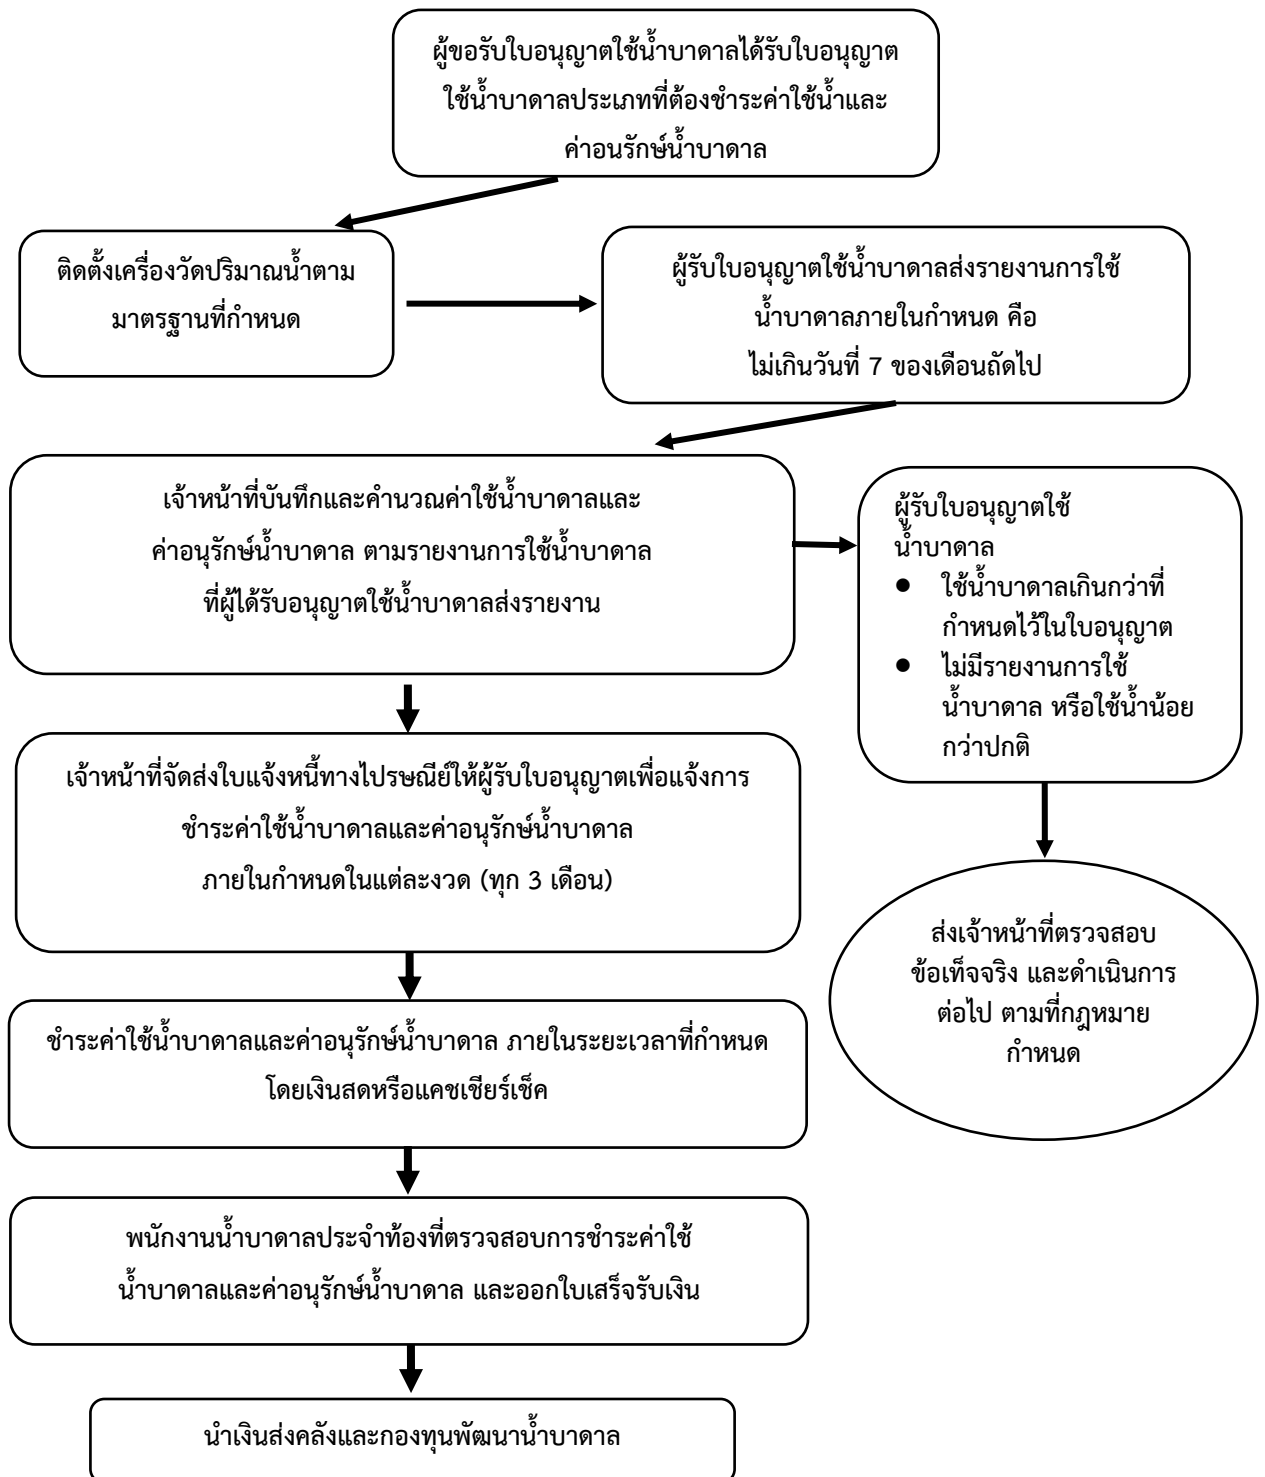 ผู้ขอรับใบอนุญาตใช้น้ำบาดาลได้รับใบอนุญาต
ใช้น้ำบาดาลประเภทที่ต้องชำระค่าใช้น้ำและ
ค่าอนรักษ์น้ำบาดาล
ติดตั้งเครื่องวัดปริมาณน้ำตาม
มาตรฐานที่กำหนด
ผู้รับใบอนุญาตใช้น้ำบาดาลส่งรายงานการใช้
น้ำบาดาลภายในกำหนด คือ
ไม่เกินวันที่ 7 ของเดือนถัดไป
เจ้าหน้าที่บันทึกและคำนวณค่าใช้น้ำบาดาลและ
ค่าอนุรักษ์น้ำบาดาล ตามรายงานการใช้น้ำบาดาล
ที่ผู้ได้รับอนุญาตใช้น้ำบาดาลส่งรายงาน
ผู้รับใบอนุญาตใช้
น้ำบาดาล
● ใช้น้ำบาดาลเกินกว่าที่
กำหนดไว้ในใบอนุญาต
● ไม่มีรายงานการใช้
น้ำบาดาล หรือใช้น้ำน้อย
กว่าปกติ
เจ้าหน้าที่จัดส่งใบแจ้งหนี้ทางไปรษณีย์ให้ผู้รับใบอนุญาตเพื่อแจ้งการ
ชำระค่าใช้น้ำบาดาลและค่าอนุรักษ์น้ำบาดาล
ภายในกำหนดในแต่ละงวด (ทุก 3 เดือน)
ส่งเจ้าหน้าที่ตรวจสอบ
ข้อเท็จจริง และดำเนินการ
ต่อไป ตามที่กฎหมาย
กำหนด
ชำระค่าใช้น้ำบาดาลและค่าอนุรักษ์น้ำบาดาล ภายในระยะเวลาที่กำหนด
โดยเงินสดหรือแคชเชียร์เช็ค
พนักงานน้ำบาดาลประจำท้องที่ตรวจสอบการชำระค่าใช้
น้ำบาดาลและค่าอนุรักษ์น้ำบาดาล และออกใบเสร็จรับเงิน
นำเงินส่งคลังและกองทุนพัฒนาน้ำบาดาล